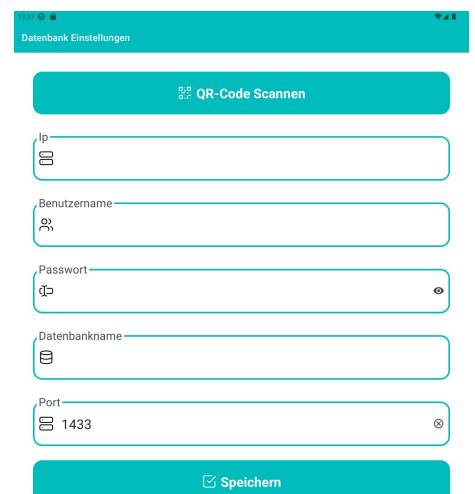 13:27
Datenbank Einstellungen
QR-Code Scannen
Ip
Benutzername
Passwort
Datenbankname
Port
1433
Speichern